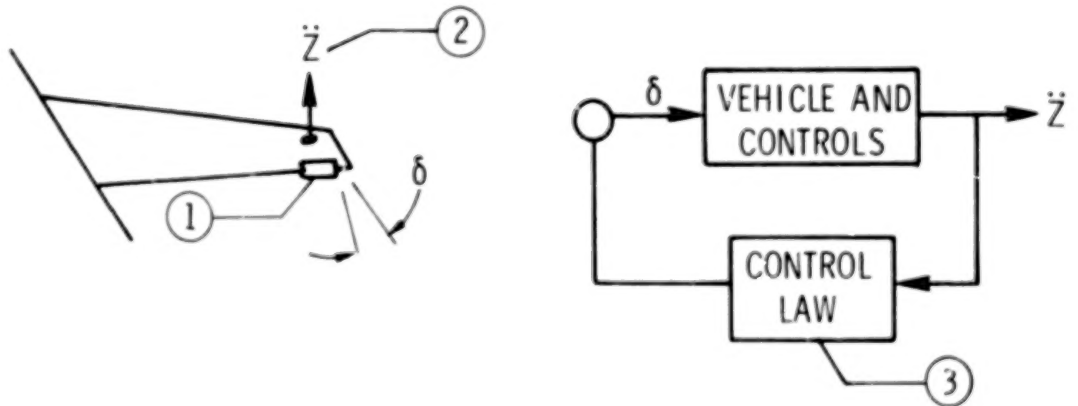 Z̈
②
①
δ
δ
VEHICLE AND
CONTROLS
Z̈
CONTROL
LAW
③